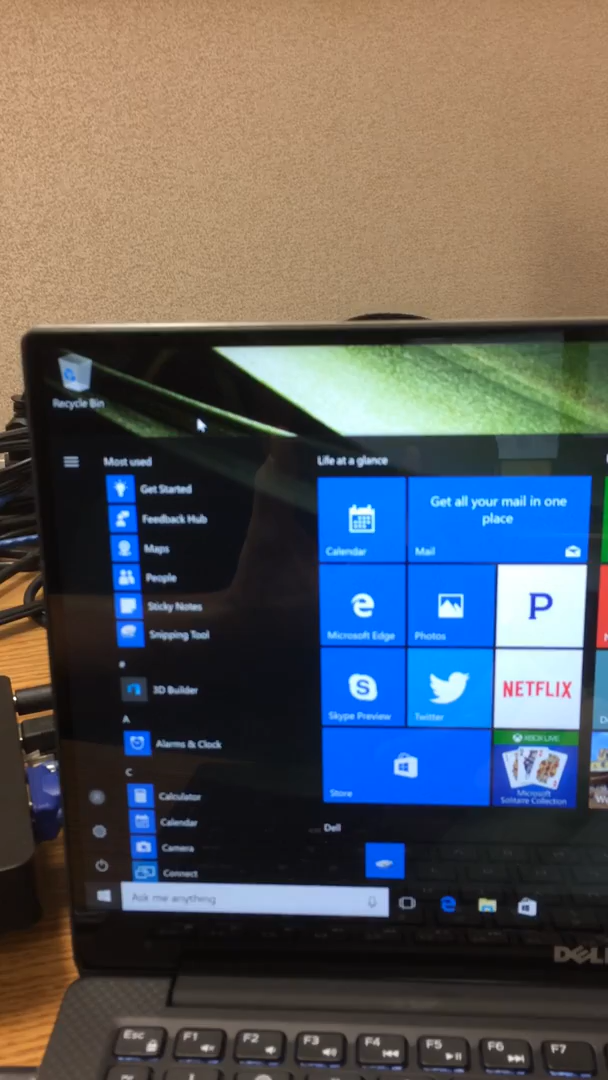 Recycle Bin
Most used
Get Started
Feedback Hub
Maps
People
Sticky Notes
Snipping Tool
#
3D Builder
A
Alarms & Clock
C
Calculator
Calendar
Camera
Connect
Ask me anything
Life at a glance
Calendar
Get all your mail in one
place
Mail
Microsoft Edge
Photos
P
Skype Preview
Twitter
NETFLIX
Store
XBOX LIVE
Microsoft
Solitaire Collection
Dell
DELL
Esc
F1
F2
F3
F4
F5
F6
F7